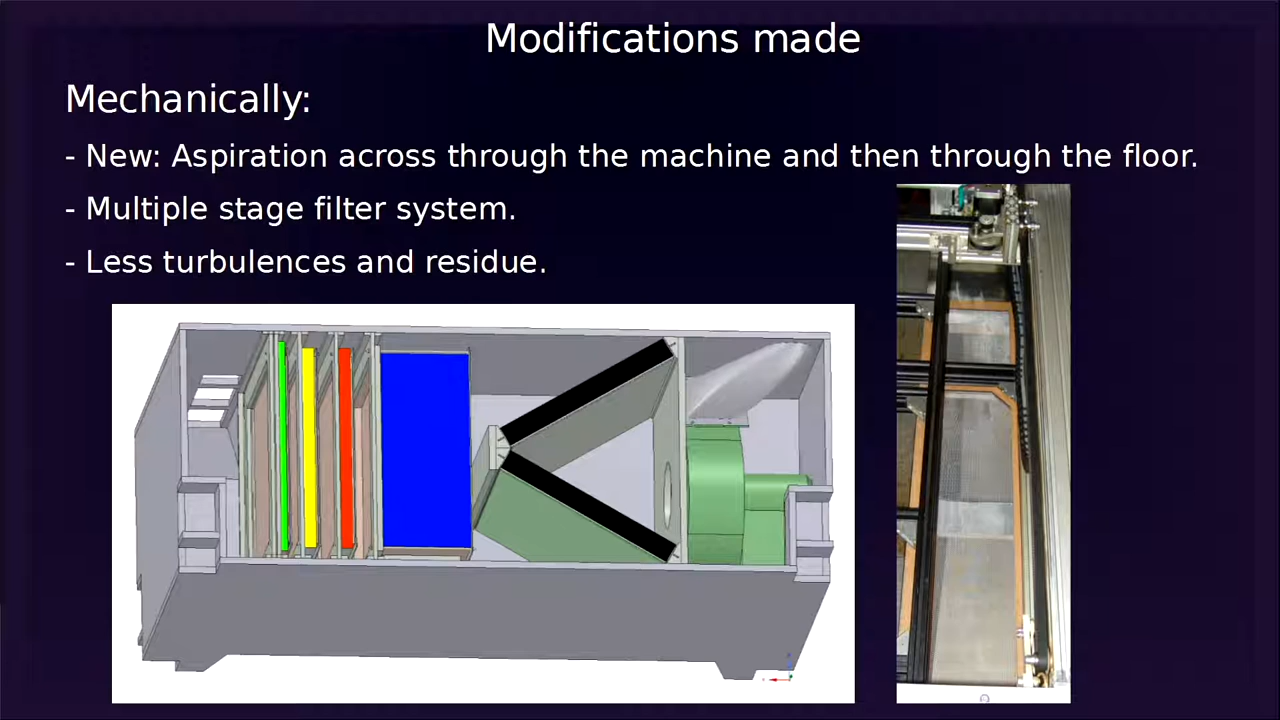 Modifications made
Mechanically:
- New: Aspiration across through the machine and then through the floor.
- Multiple stage filter system.
- Less turbulences and residue.